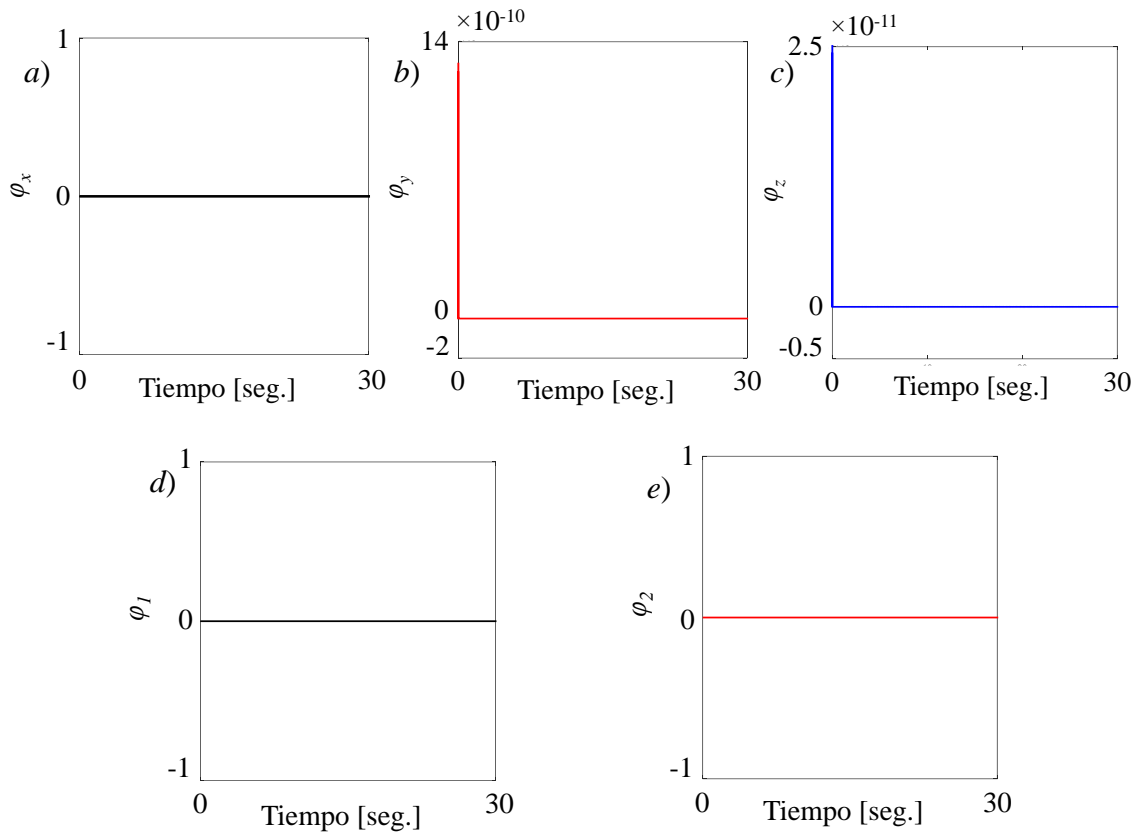 a)
1
0
-1
φx
0
30
Tiempo [seg.]
b)
×10-10
14
0
-2
φy
0
30
Tiempo [seg.]
c)
×10-11
2.5
0
-0.5
φz
0
30
Tiempo [seg.]
d)
1
0
-1
φ1
0
30
Tiempo [seg.]
e)
1
0
-1
φ2
0
30
Tiempo [seg.]